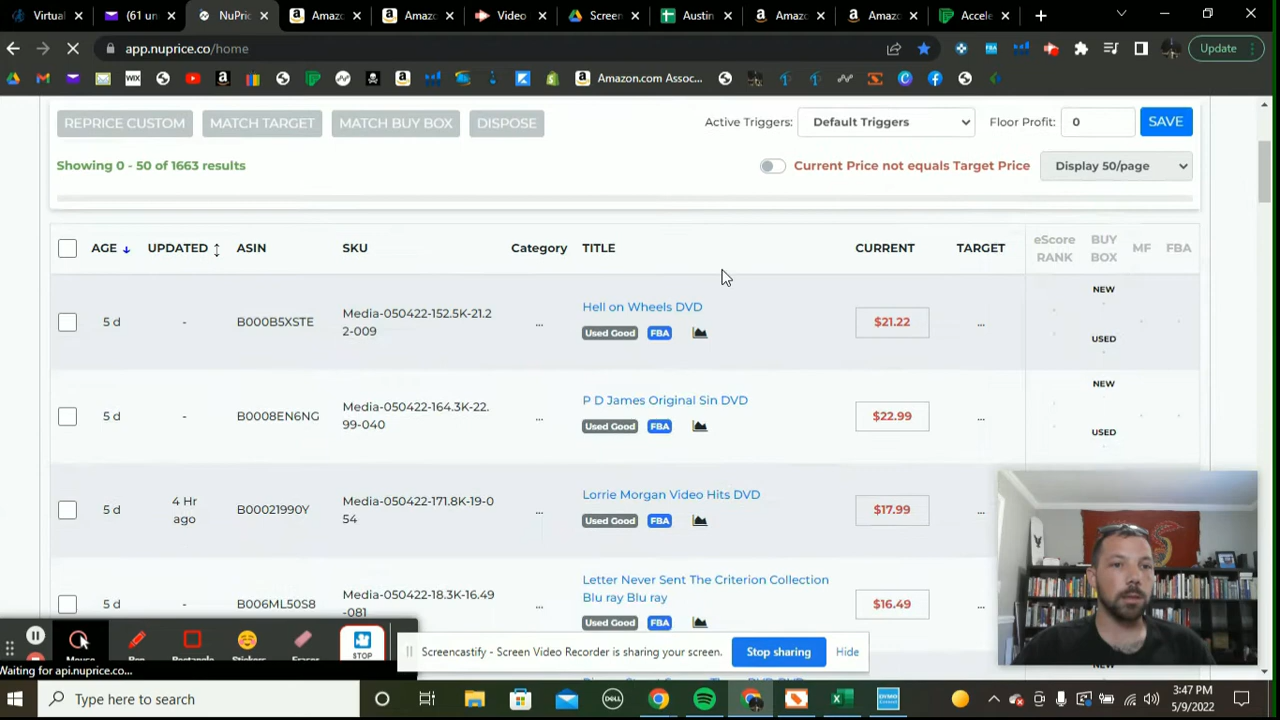 Virtual
(61 un
NuPric
Amazo
Amazo
Video
Screen
Austin
Amazo
Amazo
Accele
app.nuprice.co/home
Update
WIX
FBA
Amazon.com Assoc...
REPRICE CUSTOM
MATCH TARGET
MATCH BUY BOX
DISPOSE
Active Triggers:
Default Triggers
Floor Profit:
0
SAVE
Showing 0 - 50 of 1663 results
Current Price not equals Target Price
Display 50/page
AGE
UPDATED
ASIN
SKU
Category
TITLE
CURRENT
TARGET
eScore
RANK
BUY
BOX
MF
FBA
5 d
-
B000B5XSTE
Media-050422-152.5K-21.2
2-009
...
Hell on Wheels DVD
Used Good
FBA
$21.22
...
NEW
USED
5 d
-
B0008EN6NG
Media-050422-164.3K-22.
99-040
...
P D James Original Sin DVD
Used Good
FBA
$22.99
...
NEW
USED
5 d
4 Hr
ago
B00021990Y
Media-050422-171.8K-19-0
54
...
Lorrie Morgan Video Hits DVD
Used Good
FBA
$17.99
...
5 d
-
B006ML50S8
Media-050422-18.3K-16.49
-081
...
Letter Never Sent The Criterion Collection
Blu ray Blu ray
Used Good
FBA
$16.49
...
Mouse
Pen
Rectangle
Stickers
Eraser
STOP
Screencastify - Screen Video Recorder is sharing your screen.
Stop sharing
Hide
Waiting for api.nuprice.co...
Type here to search
DELL
DYMO
3:47 PM
5/9/2022